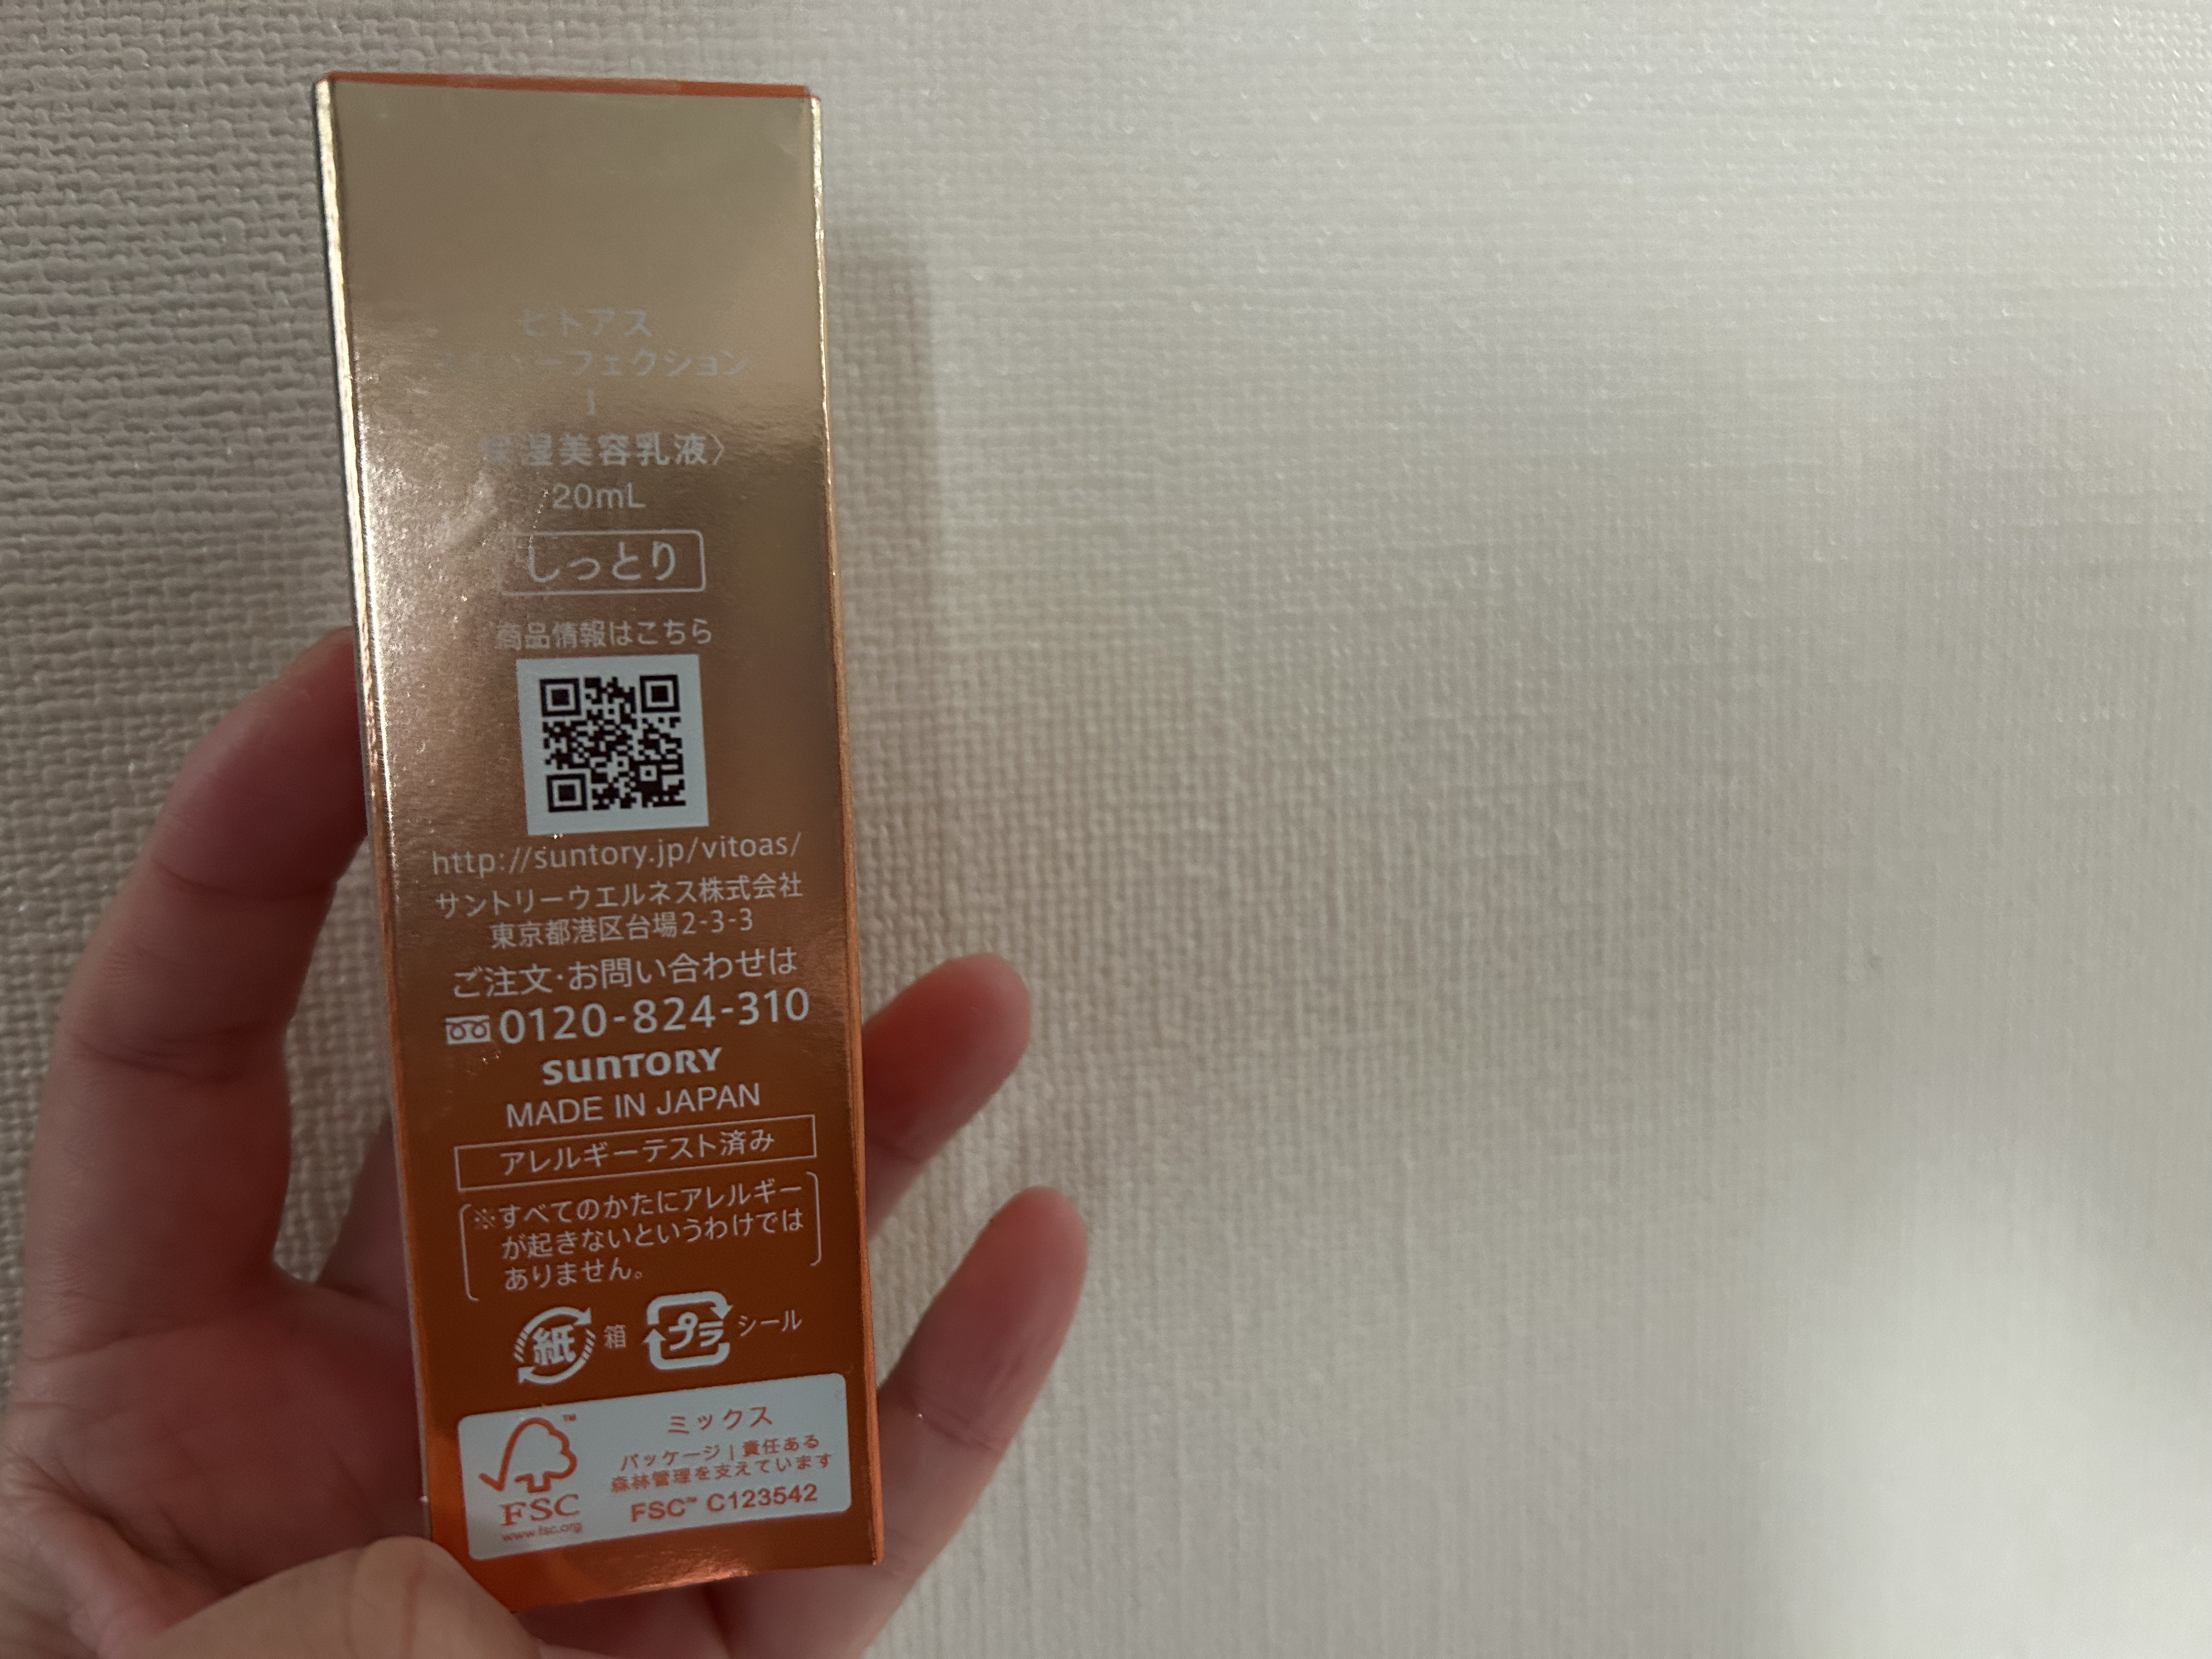 ビトアス
ーフェクション
保湿美容乳液〉
20mL
しっとり
商品情報はこちら
http://suntory.jp/vitoas/
サントリーウエルネス株式会社
東京都港区台場2-3-3
ご注文・お問い合わせは
0120-824-310
SUNTORY
MADE IN JAPAN
アレルギーテスト済み
※すべてのかたにアレルギー
が起きないというわけでは
ありません。
紙 箱 プラ シール
ミックス
パッケージ | 責任ある
森林管理を支えています
FSC™ C123542
FSC
www.fsc.org